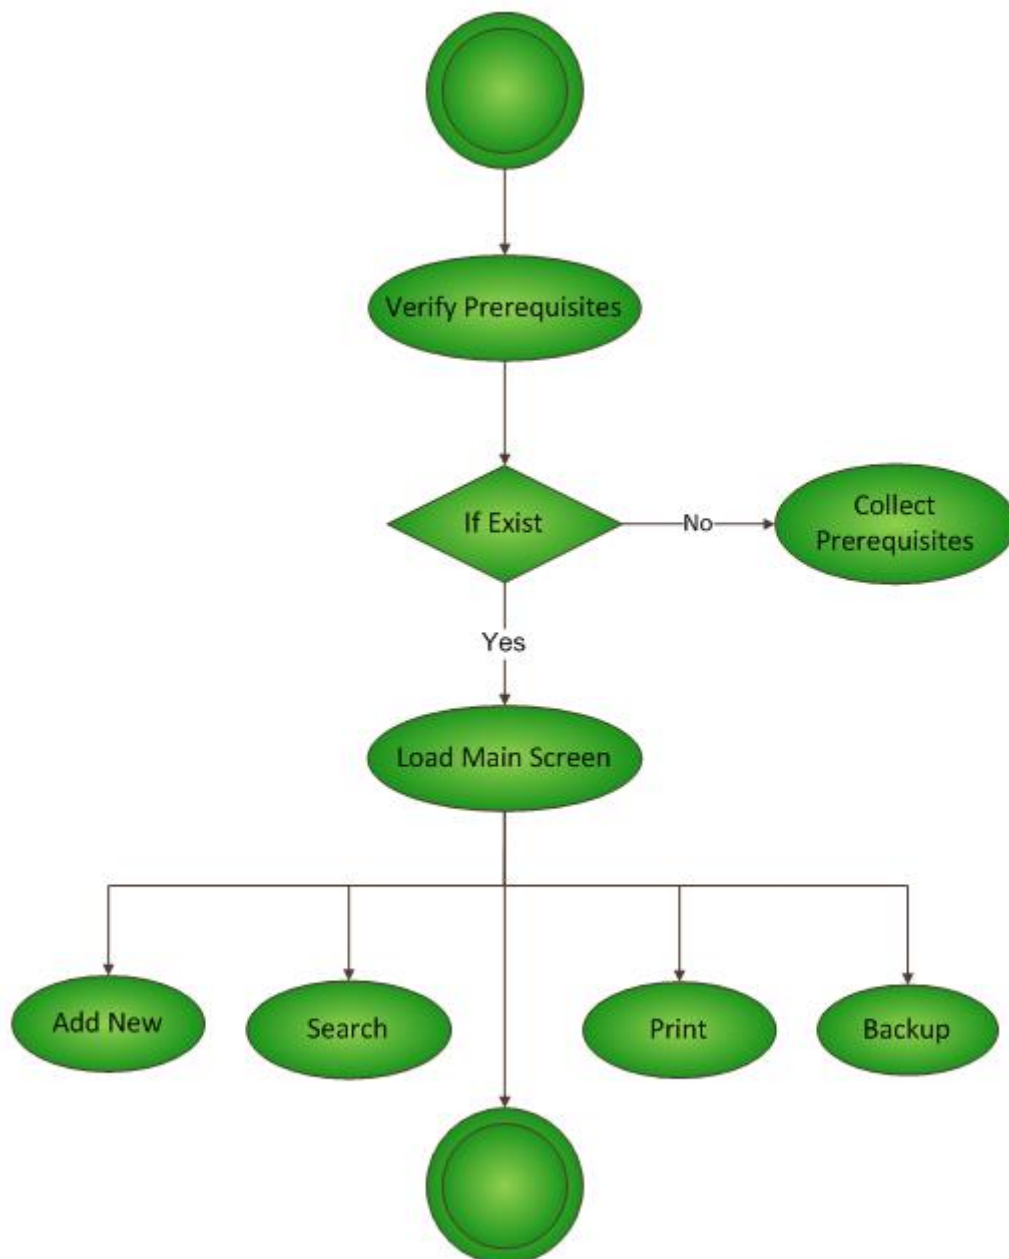 Verify Prerequisites
If Exist
No
Collect
Prerequisites
Yes
Load Main Screen
Add New
Search
Print
Backup